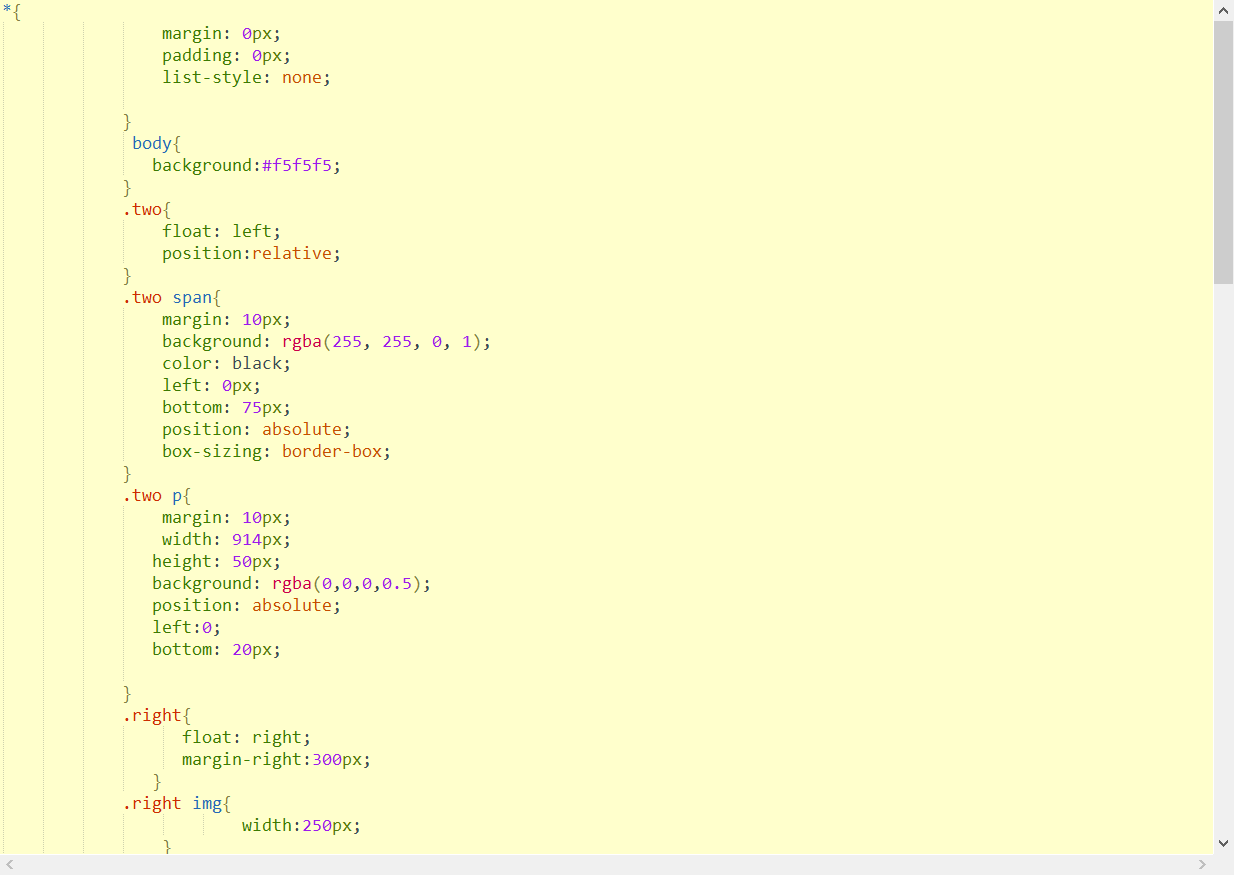 *{
margin: 0px;
padding: 0px;
list-style: none;
}
body{
background:#f5f5f5;
}
.two{
float: left;
position:relative;
}
.two span{
margin: 10px;
background: rgba(255, 255, 0, 1);
color: black;
left: 0px;
bottom: 75px;
position: absolute;
box-sizing: border-box;
}
.two p{
margin: 10px;
width: 914px;
height: 50px;
background: rgba(0,0,0,0.5);
position: absolute;
left:0;
bottom: 20px;
}
.right{
float: right;
margin-right:300px;
}
.right img{
width:250px;
}